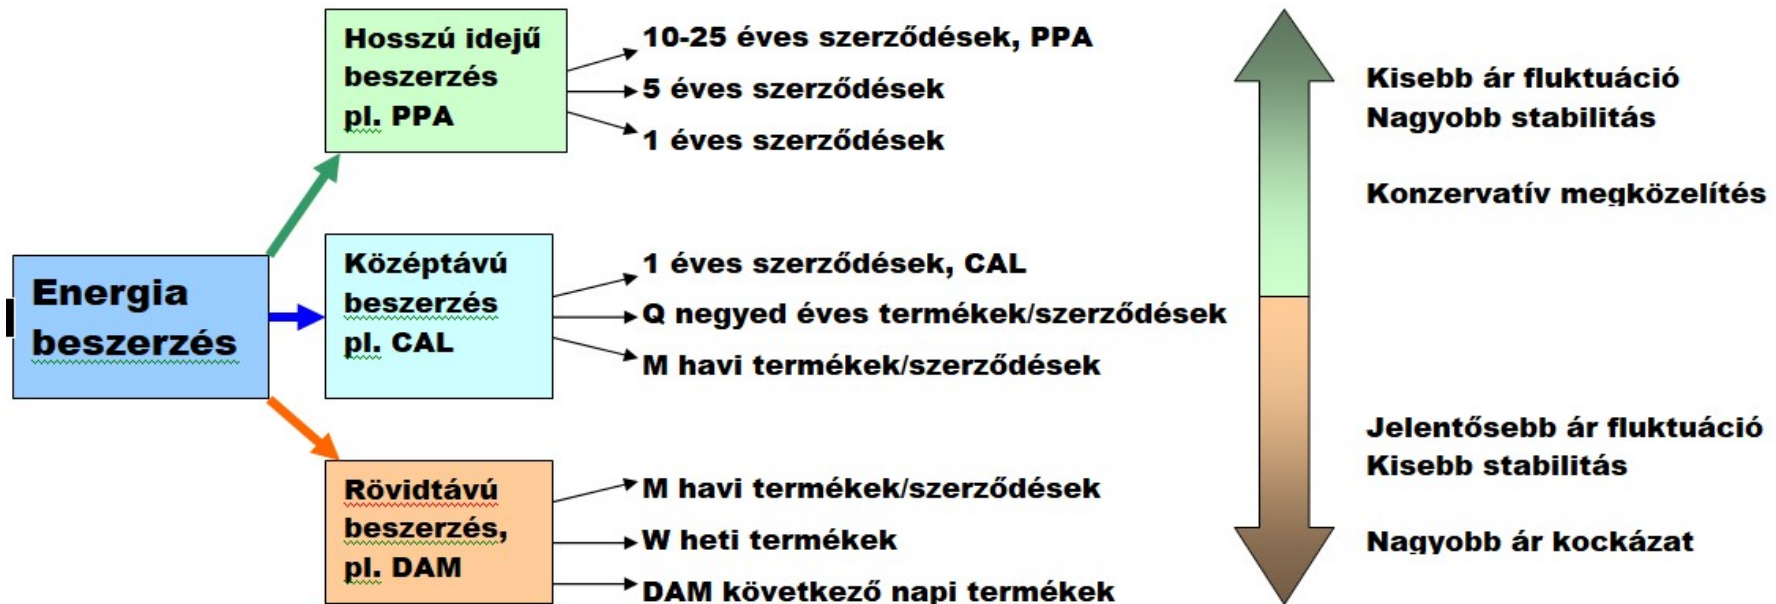 Energia
beszerzés
Hosszú idejű
beszerzés
pl. PPA
10-25 éves szerződések, PPA
5 éves szerződések
1 éves szerződések
Középtávú
beszerzés
pl. CAL
1 éves szerződések, CAL
Q negyed éves termékek/szerződések
M havi termékek/szerződések
Rövidtávú
beszerzés,
pl. DAM
M havi termékek/szerződések
W heti termékek
DAM következő napi termékek
Kisebb ár fluktuáció
Nagyobb stabilitás
Konzervatív megközelítés
Jelentősebb ár fluktuáció
Kisebb stabilitás
Nagyobb ár kockázat